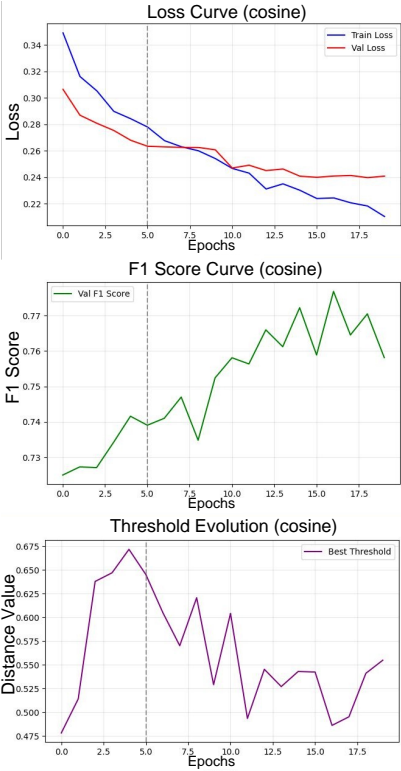 Loss Curve (cosine)
Train Loss
Val Loss
0.34
0.32
0.30
0.28
0.26
0.24
0.22
Loss
0.0 2.5 5.0 7.5 10.0 12.5 15.0 17.5
Epochs
F1 Score Curve (cosine)
Val F1 Score
0.77
0.76
0.75
0.74
0.73
F1 Score
0.0 2.5 5.0 7.5 10.0 12.5 15.0 17.5
Epochs
Threshold Evolution (cosine)
Best Threshold
0.675
0.650
0.625
0.600
0.575
0.550
0.525
0.500
0.475
Distance Value
0.0 2.5 5.0 7.5 10.0 12.5 15.0 17.5
Epochs